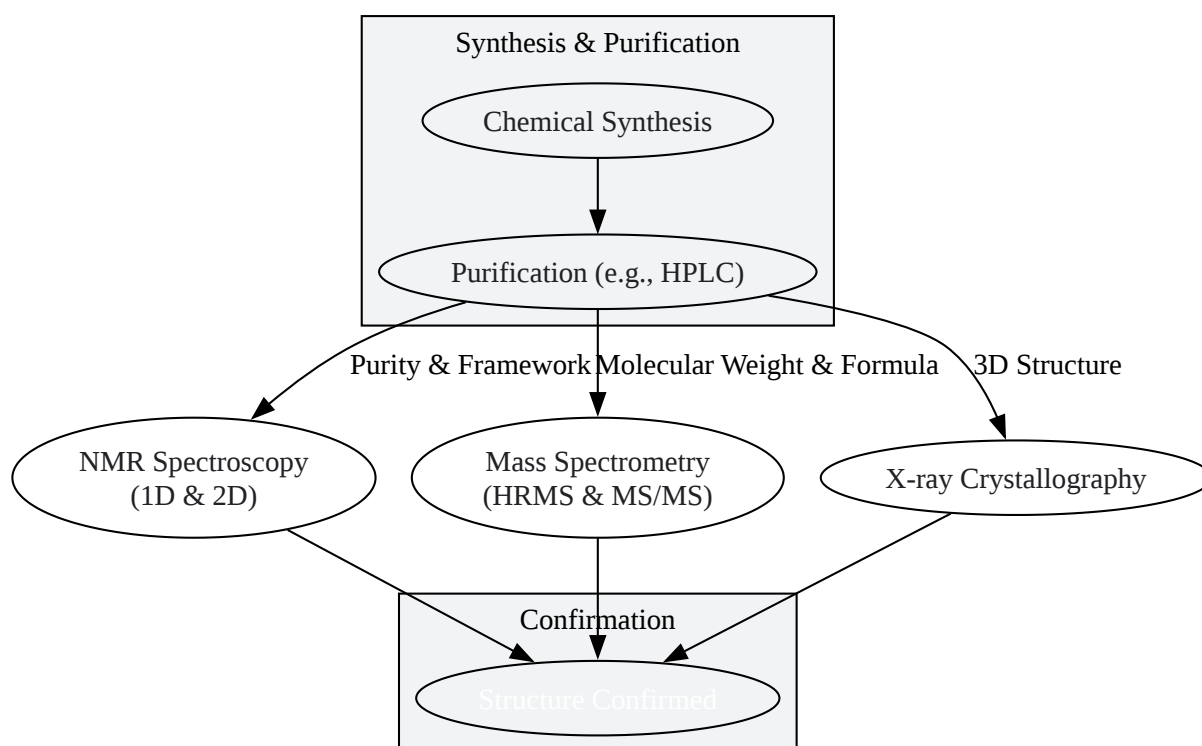 Synthesis & Purification
Chemical Synthesis
Purification (e.g., HPLC)
Purity & Framework
Molecular Weight & Formula
3D Structure
NMR Spectroscopy
(1D & 2D)
Mass Spectrometry
(HRMS & MS/MS)
X-ray Crystallography
Confirmation
Structure Confirmed